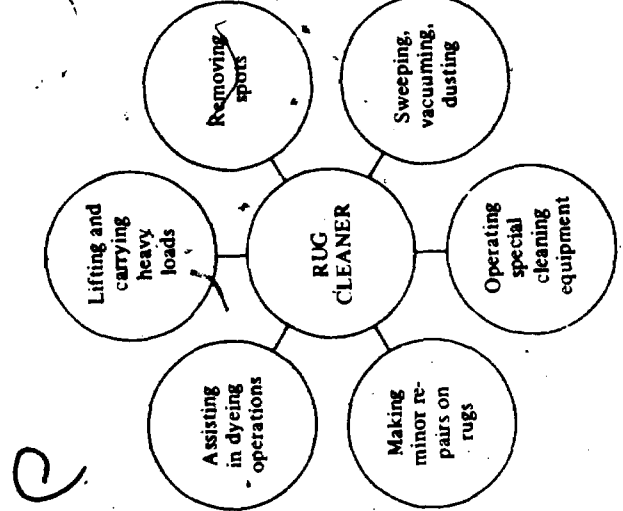 Lifting and
carrying
heavy
loads
Removing
spots
Sweeping,
vacuuming,
dusting
Operating
special
cleaning
equipment
Making
minor re-
pairs on
rugs
Assisting
in dyeing
operations
RUG
CLEANER